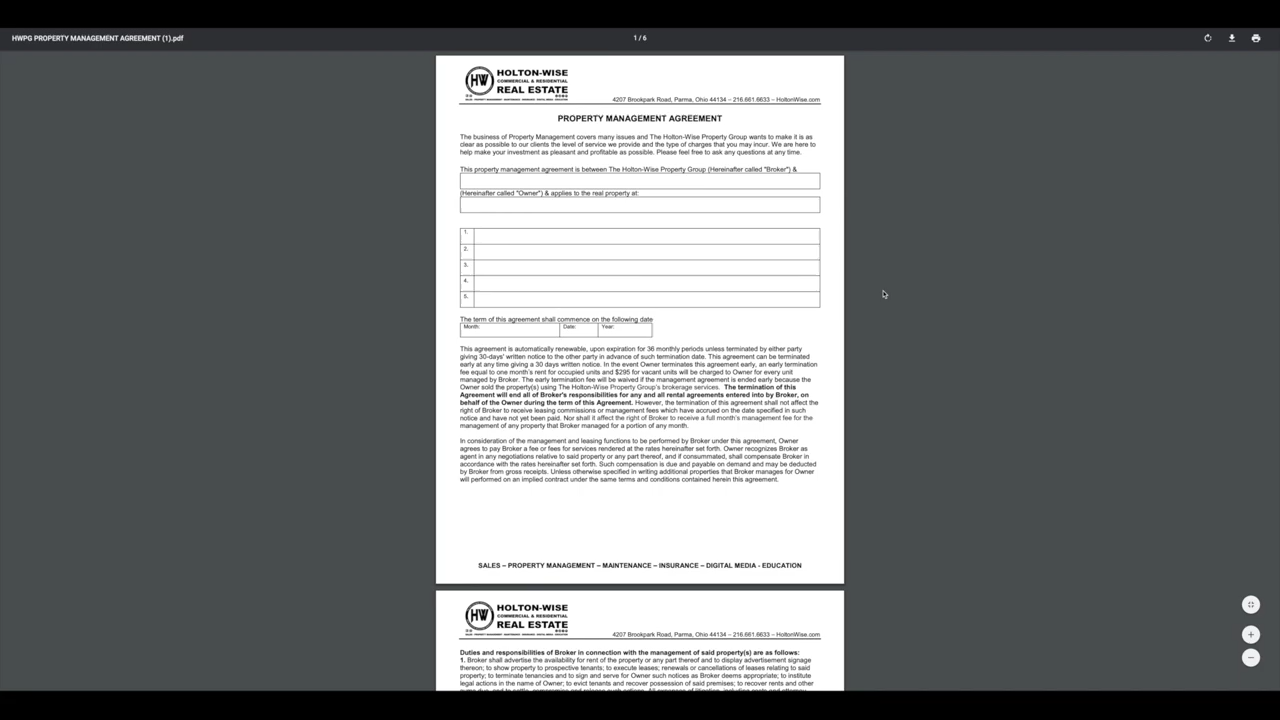 HWPG PROPERTY MANAGEMENT AGREEMENT (1).pdf
1 / 6
HW
HOLTON-WISE
COMMERCIAL & RESIDENTIAL
REAL ESTATE
4207 Brookpark Road, Parma, Ohio 44134 – 216.661.6633 – HoltonWise.com
PROPERTY MANAGEMENT AGREEMENT
The business of Property Management covers many issues and The Holton-Wise Property Group wants to make it is as
clear as possible to our clients the level of service we provide and the type of charges that you may incur. We are here to
help make your investment as pleasant and profitable as possible. Please feel free to ask any questions at any time.
This property management agreement is between The Holton-Wise Property Group (Hereinafter called "Broker") &
(Hereinafter called "Owner") & applies to the real property at:
1.
2.
3.
4.
5.
The term of this agreement shall commence on the following date
Month: Date: Year:
This agreement is automatically renewable, upon expiration for 36 monthly periods unless terminated by either party
giving 30-days' written notice to the other party in advance of such termination date. This agreement can be terminated
early at any time giving a 30 days written notice. In the event Owner terminates this agreement early, an early termination
fee equal to one month's rent for occupied units and $295 for vacant units will be charged to Owner for every unit
managed by Broker. The early termination fee will be waived if the management agreement is ended early because the
Owner sold the property(s) using The Holton-Wise Property Group's brokerage services. The termination of this
Agreement will end all of Broker's responsibilities for any and all rental agreements entered into by Broker, on
behalf of the Owner during the term of this Agreement. However, the termination of this agreement shall not affect the
right of Broker to receive leasing commissions or management fees which have accrued on the date specified in such
notice and have not yet been paid. Nor shall it affect the right of Broker to receive a full month's management fee for the
management of any property that Broker managed for a portion of any month.
In consideration of the management and leasing functions to be performed by Broker under this agreement, Owner
agrees to pay Broker a fee or fees for services rendered at the rates hereinafter set forth. Owner recognizes Broker as
agent in any negotiations relative to said property or any part thereof, and if consummated, shall compensate Broker in
accordance with the rates hereinafter set forth. Such compensation is due and payable on demand and may be deducted
by Broker from gross receipts. Unless otherwise specified in writing additional properties that Broker manages for Owner
will performed on an implied contract under the same terms and conditions contained herein this agreement.
SALES – PROPERTY MANAGEMENT – MAINTENANCE – INSURANCE – DIGITAL MEDIA - EDUCATION
HW
HOLTON-WISE
COMMERCIAL & RESIDENTIAL
REAL ESTATE
4207 Brookpark Road, Parma, Ohio 44134 – 216.661.6633 – HoltonWise.com
Duties and responsibilities of Broker in connection with the management of said property(s) are as follows:
1. Broker shall advertise the availability for rent of the property or any part thereof and to display advertisement signage
thereon; to show property to prospective tenants; to execute leases; renewals or cancellations of leases relating to said
property; to terminate tenancies and to sign and serve for Owner such notices as Broker deems appropriate; to institute
legal actions in the name of Owner; to evict tenants and recover possession of said premises; to recover rents and other